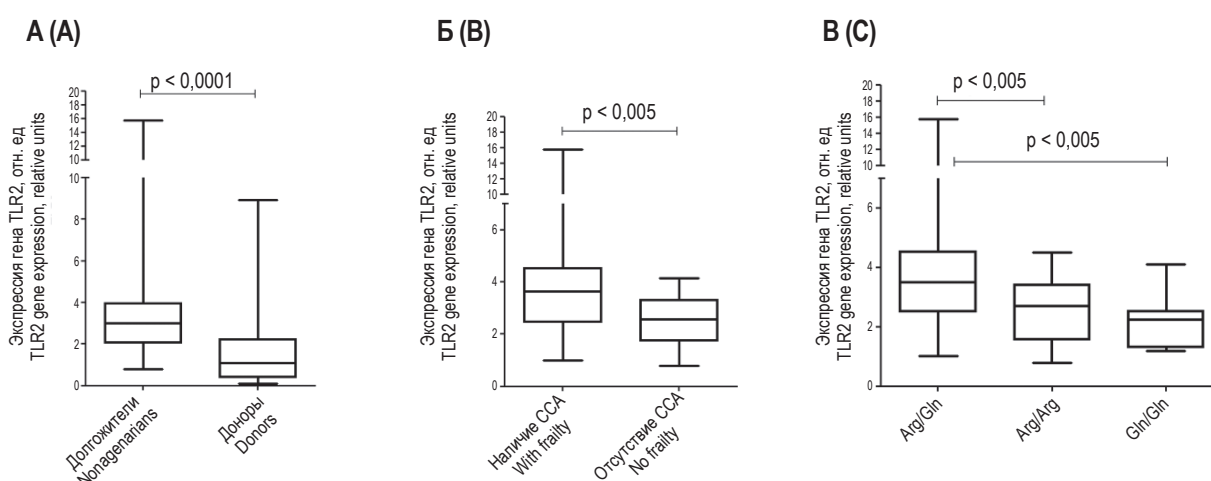 А (A)
p < 0,0001
Экспрессия гена TLR2, отн. ед
TLR2 gene expression, relative units
20
18
16
14
12
10
10
8
6
4
2
0
Долгожители
Nonagenarians
Доноры
Donors
Б (B)
p < 0,005
Экспрессия гена TLR2, отн. ед
TLR2 gene expression, relative units
20
18
16
14
12
10
10
6
4
2
0
Наличие ССА
With frailty
Отсутствие ССА
No frailty
В (C)
p < 0,005
p < 0,005
Экспрессия гена TLR2, отн. ед
TLR2 gene expression, relative units
20
18
16
14
12
10
10
6
4
2
0
Arg/Gln
Arg/Arg
Gln/Gln